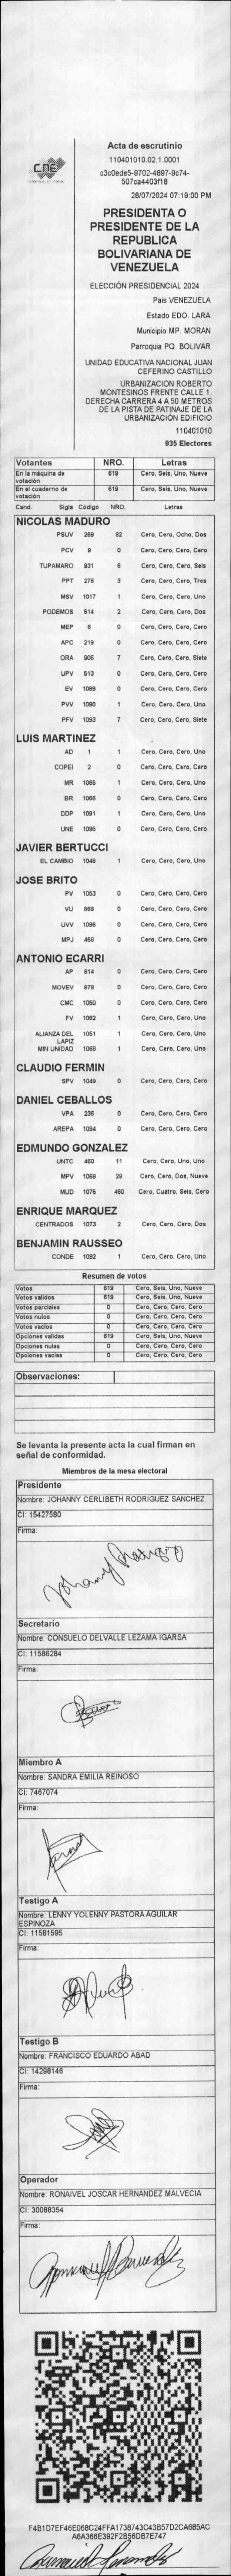 CNE
Acta de escrutinio
110401010.02.1.0001
c3c0ede5-9702-4897-9c74-
507ca4403f18
28/07/2024 07:19:00 PM
PRESIDENTA O
PRESIDENTE DE LA
REPUBLICA
BOLIVARIANA DE
VENEZUELA
ELECCIÓN PRESIDENCIAL 2024
Pais VENEZUELA
Estado EDO. LARA
Municipio MP. MORAN
Parroquia PQ. BOLIVAR
UNIDAD EDUCATIVA NACIONAL JUAN
CEFERINO CASTILLO
URBANIZACION ROBERTO
MONTESINOS FRENTE CALLE 1.
DERECHA CARRERA 4 A 50 METROS
DE LA PISTA DE PATINAJE DE LA
URBANIZACIÓN EDIFICIO
110401010
935 Electores
Votantes NRO. Letras
En la máquina de votación 619 Cero, Seis, Uno, Nueve
En el cuaderno de votación 619 Cero, Seis, Uno, Nueve
Cand. Sigla Código NRO. Letras
NICOLAS MADURO
PSUV 269 82 Cero, Cero, Ocho, Dos
PCV 9 0 Cero, Cero, Cero, Cero
TUPAMARO 931 6 Cero, Cero, Cero, Seis
PPT 276 3 Cero, Cero, Cero, Tres
MSV 1017 1 Cero, Cero, Cero, Uno
PODEMOS 514 2 Cero, Cero, Cero, Dos
MEP 6 0 Cero, Cero, Cero, Cero
APC 219 0 Cero, Cero, Cero, Cero
ORA 906 7 Cero, Cero, Cero, Siete
UPV 513 0 Cero, Cero, Cero, Cero
EV 1089 0 Cero, Cero, Cero, Cero
PVV 1090 1 Cero, Cero, Cero, Uno
PFV 1093 7 Cero, Cero, Cero, Siete
LUIS MARTINEZ
AD 1 1 Cero, Cero, Cero, Uno
COPEI 2 0 Cero, Cero, Cero, Cero
MR 1065 1 Cero, Cero, Cero, Uno
BR 1066 0 Cero, Cero, Cero, Cero
DDP 1091 1 Cero, Cero, Cero, Uno
UNE 1095 0 Cero, Cero, Cero, Cero
JAVIER BERTUCCI
EL CAMBIO 1048 1 Cero, Cero, Cero, Uno
JOSE BRITO
PV 1053 0 Cero, Cero, Cero, Cero
VU 868 0 Cero, Cero, Cero, Cero
UVV 1096 0 Cero, Cero, Cero, Cero
MPJ 458 0 Cero, Cero, Cero, Cero
ANTONIO ECARRI
AP 814 0 Cero, Cero, Cero, Cero
MOVEV 878 0 Cero, Cero, Cero, Cero
CMC 1050 0 Cero, Cero, Cero, Cero
FV 1062 1 Cero, Cero, Cero, Uno
ALIANZA DEL LAPIZ 1051 1 Cero, Cero, Cero, Uno
MIN UNIDAD 1068 1 Cero, Cero, Cero, Uno
CLAUDIO FERMIN
SPV 1049 0 Cero, Cero, Cero, Cero
DANIEL CEBALLOS
VPA 236 0 Cero, Cero, Cero, Cero
AREPA 1094 0 Cero, Cero, Cero, Cero
EDMUNDO GONZALEZ
UNTC 460 11 Cero, Cero, Uno, Uno
MPV 1069 29 Cero, Cero, Dos, Nueve
MUD 1075 460 Cero, Cuatro, Seis, Cero
ENRIQUE MARQUEZ
CENTRADOS 1073 2 Cero, Cero, Cero, Dos
BENJAMIN RAUSSEO
CONDE 1092 1 Cero, Cero, Cero, Uno
Resumen de votos
Votos 619 Cero, Seis, Uno, Nueve
Votos validos 619 Cero, Seis, Uno, Nueve
Votos parciales 0 Cero, Cero, Cero, Cero
Votos nulos 0 Cero, Cero, Cero, Cero
Votos vacíos 0 Cero, Cero, Cero, Cero
Opciones validas 619 Cero, Seis, Uno, Nueve
Opciones nulas 0 Cero, Cero, Cero, Cero
Opciones vacías 0 Cero, Cero, Cero, Cero
Observaciones:
Se levanta la presente acta la cual firman en
señal de conformidad.
Miembros de la mesa electoral
Presidente
Nombre: JOHANNY CERLIBETH RODRIGUEZ SANCHEZ
CI: 15427580
Firma:
Secretario
Nombre: CONSUELO DELVALLE LEZAMA IGARSA
CI: 11586284
Firma:
Miembro A
Nombre: SANDRA EMILIA REINOSO
CI: 7467074
Firma:
Testigo A
Nombre: LENNY YOLENNY PASTORA AGUILAR
ESPINOZA
CI: 11581595
Firma:
Testigo B
Nombre: FRANCISCO EDUARDO ABAD
CI: 14298146
Firma:
Operador
Nombre: RONAIVEL JOSCAR HERNANDEZ MALVECIA
CI: 30088354
Firma:
F4B1D7EF46E068C24FFA1738743C43B57D2CA685AC
A6A366E392F2856DB7E747